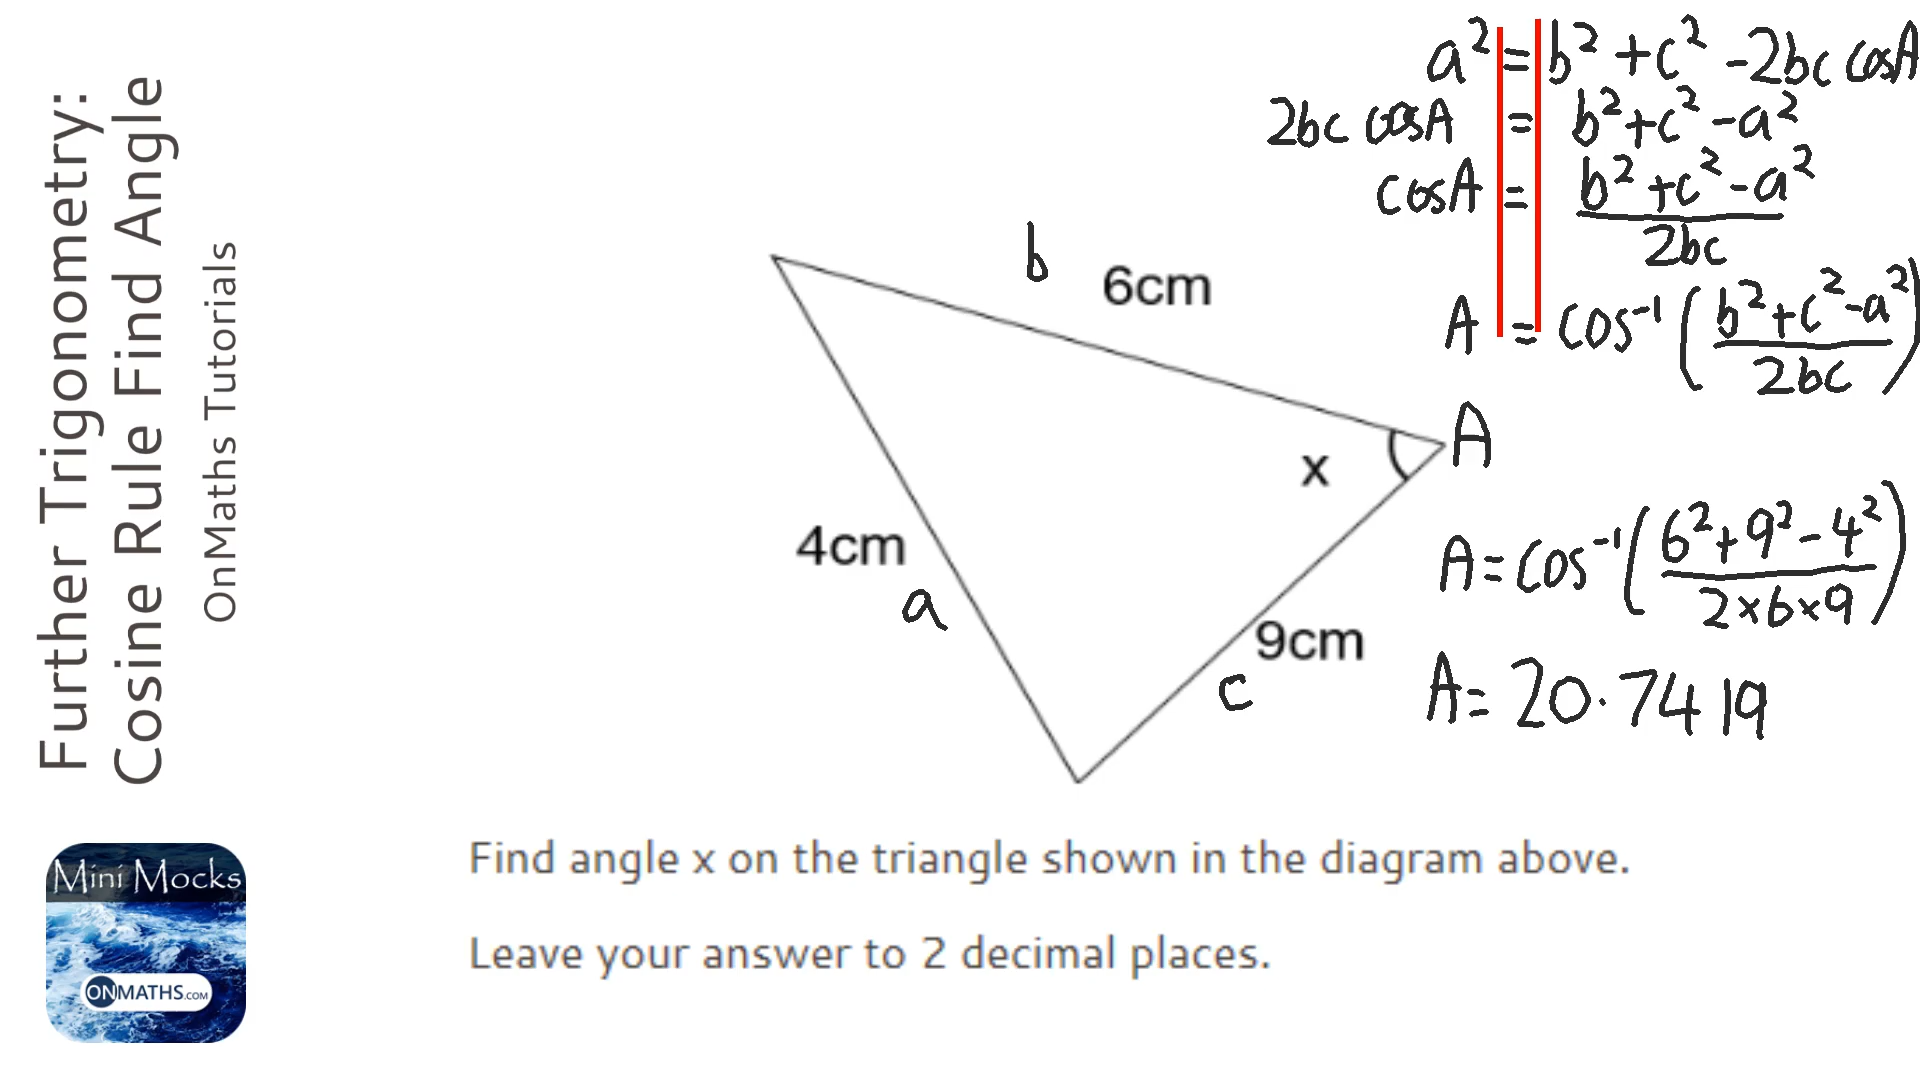 Further Trigonometry:
Cosine Rule Find Angle
OnMaths Tutorials
a² = b² + c² - 2bc cosA
2bc cosA = b² + c² - a²
cosA = b² + c² - a²
2bc
A = cos⁻¹ ( b² + c² - a² )
2bc
b
6cm
A
x
4cm
a
9cm
c
A = cos⁻¹ ( 6² + 9² - 4² )
2×6×9
A = 20.7419
Find angle x on the triangle shown in the diagram above.
Leave your answer to 2 decimal places.
Mini Mocks
ONMATHS.COM